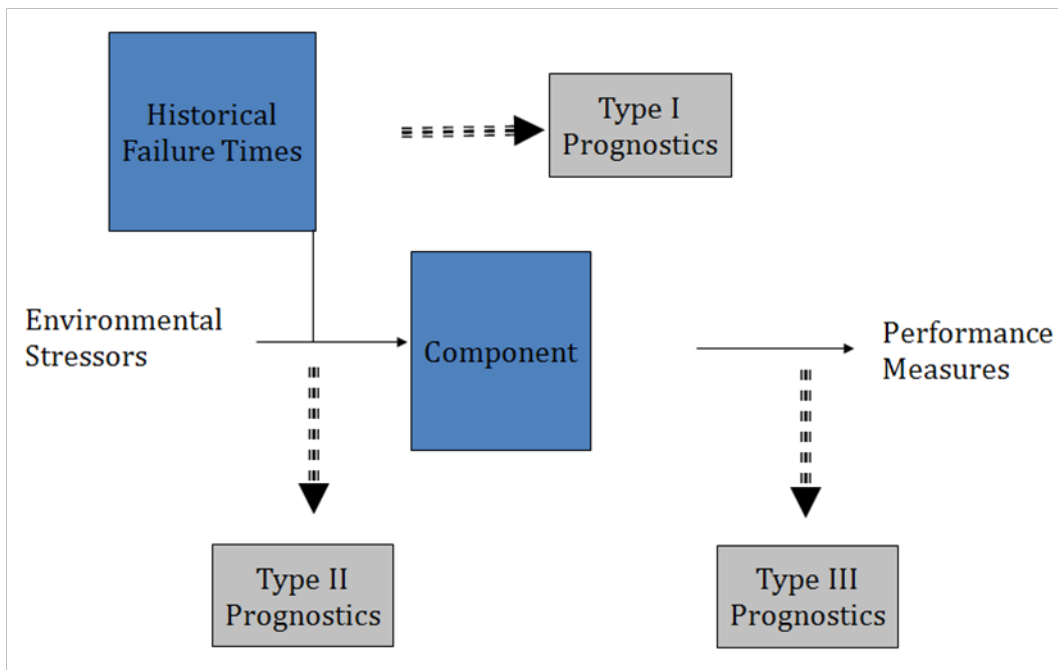 Historical
Failure Times
Type I
Prognostics
Environmental
Stressors
Component
Performance
Measures
Type II
Prognostics
Type III
Prognostics